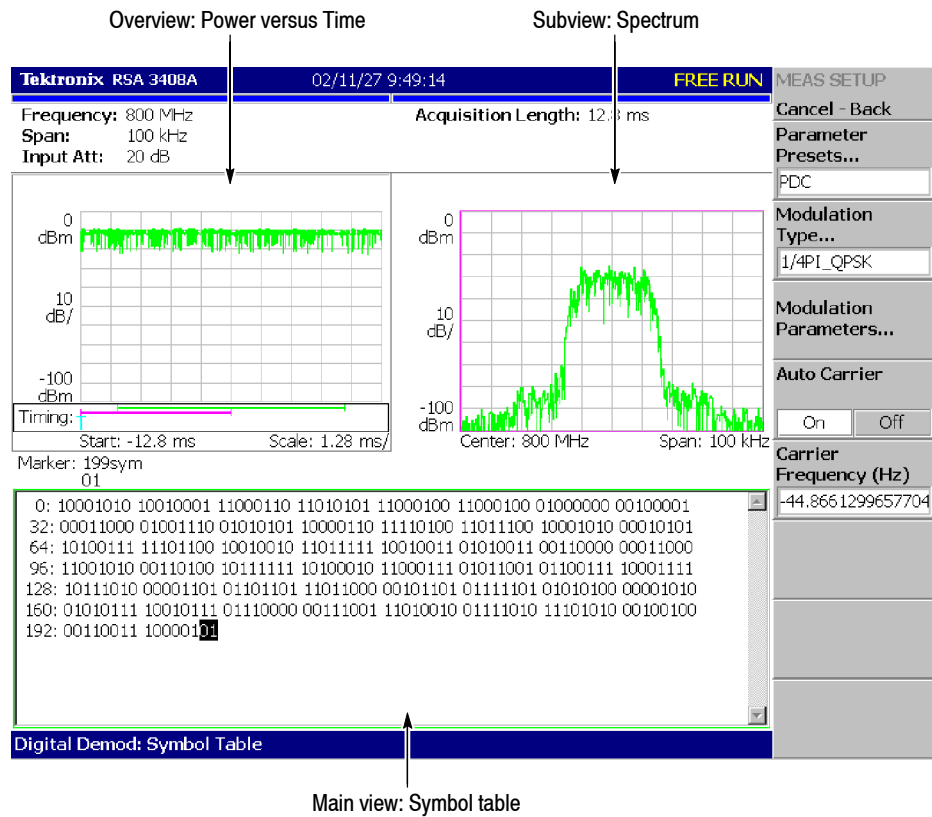 Overview: Power versus Time
Subview: Spectrum
Tektronix RSA 3408A 02/11/27 9:49:14 FREE RUN
MEAS SETUP
Cancel - Back
Frequency: 800 MHz
Span: 100 kHz
Input Att: 20 dB
Acquisition Length: 12.8 ms
Parameter
Presets...
PDC
Modulation
Type...
1/4PI_QPSK
Modulation
Parameters...
Auto Carrier
On Off
Carrier
Frequency (Hz)
-44.8661299657704
0
dBm
10
dB/
-100
dBm
Timing:
Start: -12.8 ms Scale: 1.28 ms/
0
dBm
10
dB/
-100
dBm
Center: 800 MHz Span: 100 kHz
Marker: 199sym
01
0: 10001010 10010001 11000110 11010101 11000100 11000100 01000000 00100001
32: 00011000 01001110 01010101 10000110 11110100 11011100 10001010 00010101
64: 10100111 11101100 10010010 11011111 10010011 01010011 00110000 00011000
96: 11001010 00110100 10111111 10100010 11000111 01011001 01100111 10001111
128: 10111010 00001101 01101101 11011000 00101101 01111101 01010100 00001010
160: 01010111 10010111 01110000 00111001 11010010 01111010 11101010 00100100
192: 00110011 10000101
Digital Demod: Symbol Table
Main view: Symbol table